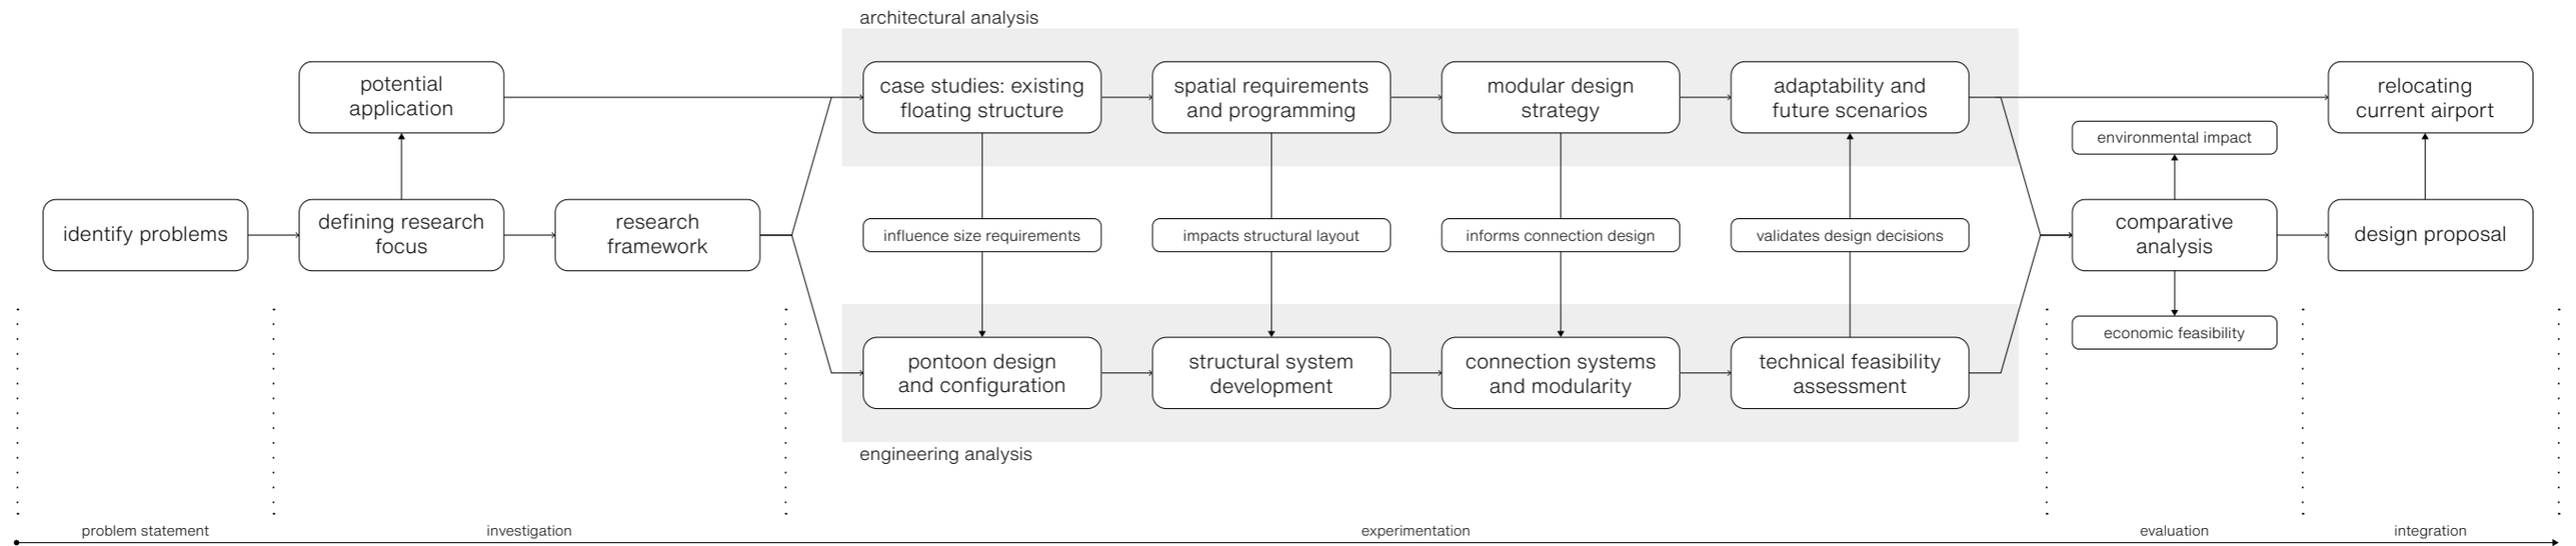 architectural analysis
potential
application
case studies: existing
floating structure
spatial requirements
and programming
modular design
strategy
adaptability and
future scenarios
relocating
current airport
environmental impact
identify problems
defining research
focus
research
framework
influence size requirements
impacts structural layout
informs connection design
validates design decisions
comparative
analysis
design proposal
economic feasibility
pontoon design
and configuration
structural system
development
connection systems
and modularity
technical feasibility
assessment
engineering analysis
problem statement
investigation
experimentation
evaluation
integration